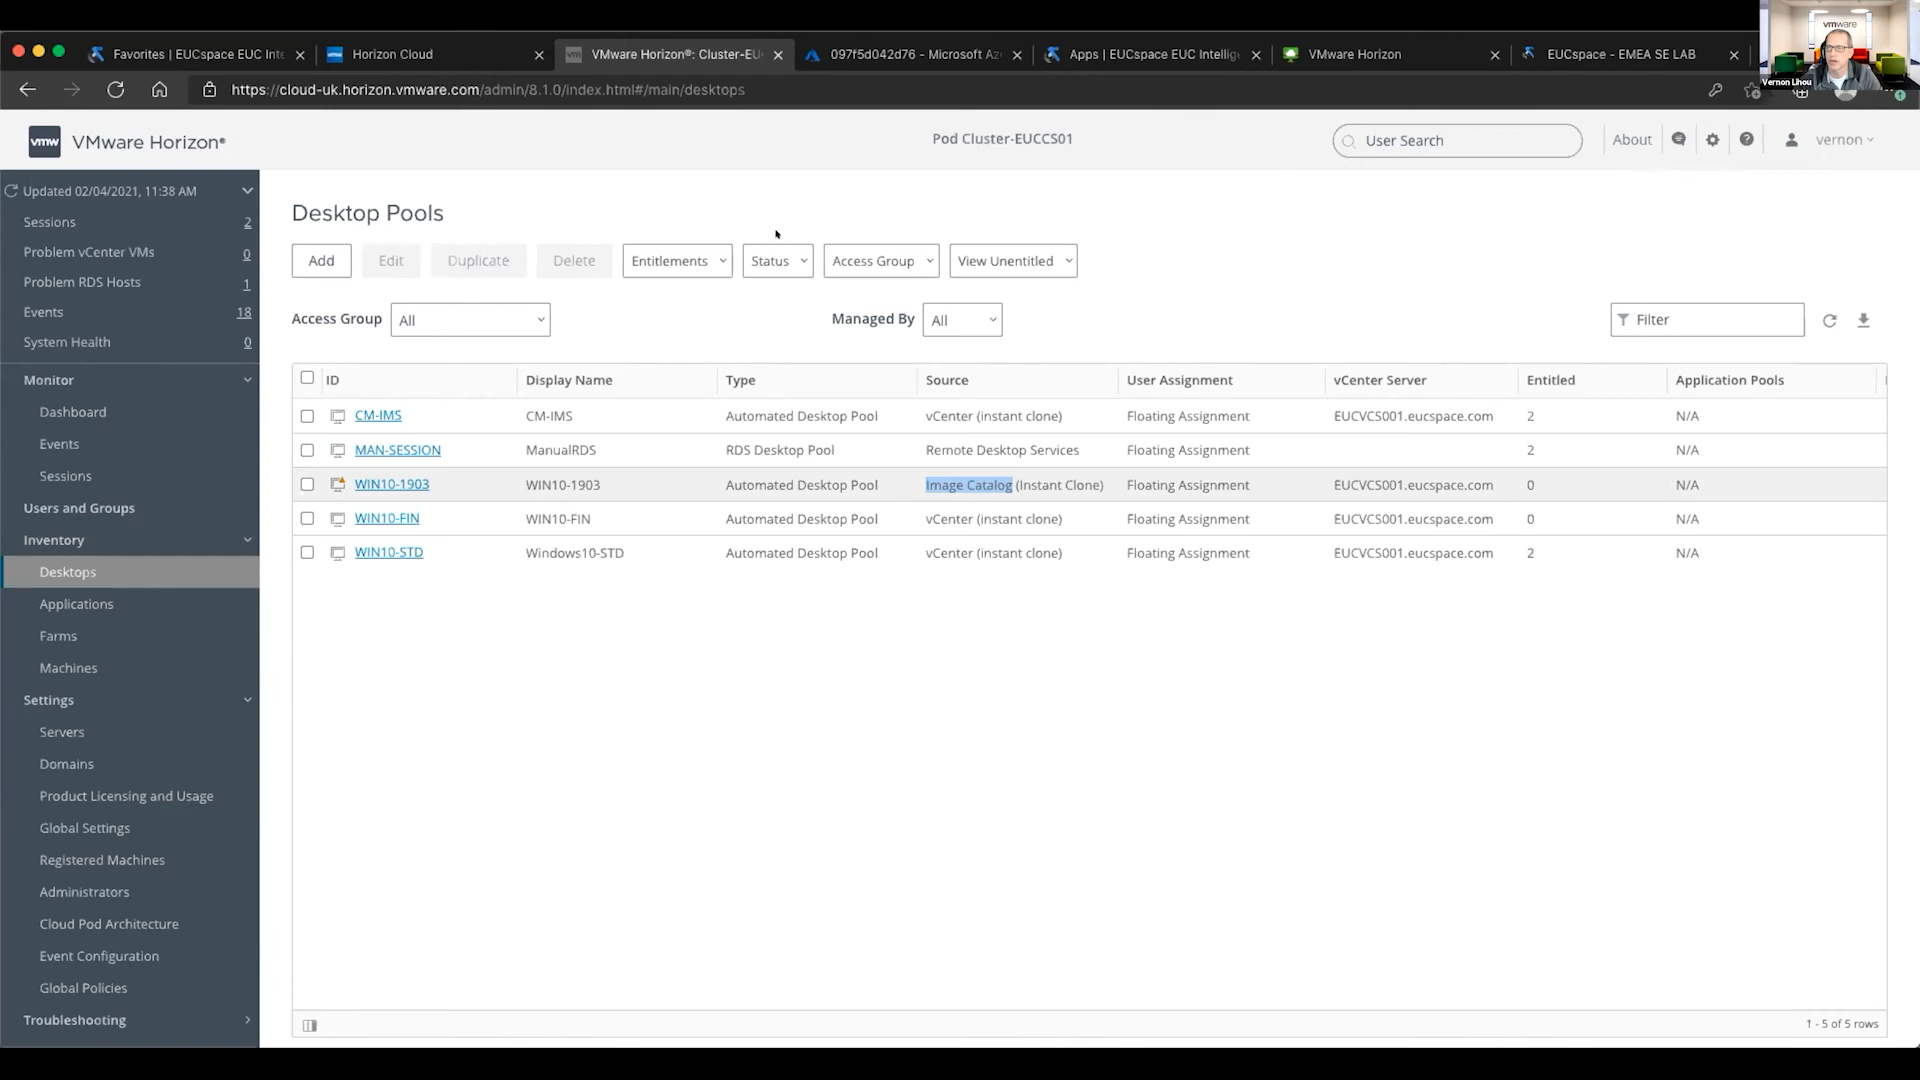 Favorites | EUCspace EUC Inte
Horizon Cloud
VMware Horizon®: Cluster-EU
097f5d042d76 - Microsoft Az
Apps | EUCspace EUC Intellig
VMware Horizon
EUCspace - EMEA SE LAB
vmware
Vernon Lihou
https://cloud-uk.horizon.vmware.com/admin/8.1.0/index.html#/main/desktops
vmw VMware Horizon®
Pod Cluster-EUCCS01
User Search
About
vernon
Updated 02/04/2021, 11:38 AM
Sessions 2
Problem vCenter VMs 0
Problem RDS Hosts 1
Events 18
System Health 0
Monitor
Dashboard
Events
Sessions
Users and Groups
Inventory
Desktops
Applications
Farms
Machines
Settings
Servers
Domains
Product Licensing and Usage
Global Settings
Registered Machines
Administrators
Cloud Pod Architecture
Event Configuration
Global Policies
Troubleshooting
Desktop Pools
Add Edit Duplicate Delete Entitlements Status Access Group View Unentitled
Access Group All Managed By All Filter
ID Display Name Type Source User Assignment vCenter Server Entitled Application Pools
CM-IMS CM-IMS Automated Desktop Pool vCenter (instant clone) Floating Assignment EUCVCS001.eucspace.com 2 N/A
MAN-SESSION ManualRDS RDS Desktop Pool Remote Desktop Services Floating Assignment 2 N/A
WIN10-1903 WIN10-1903 Automated Desktop Pool Image Catalog (Instant Clone) Floating Assignment EUCVCS001.eucspace.com 0 N/A
WIN10-FIN WIN10-FIN Automated Desktop Pool vCenter (instant clone) Floating Assignment EUCVCS001.eucspace.com 0 N/A
WIN10-STD Windows10-STD Automated Desktop Pool vCenter (instant clone) Floating Assignment EUCVCS001.eucspace.com 2 N/A
1 - 5 of 5 rows